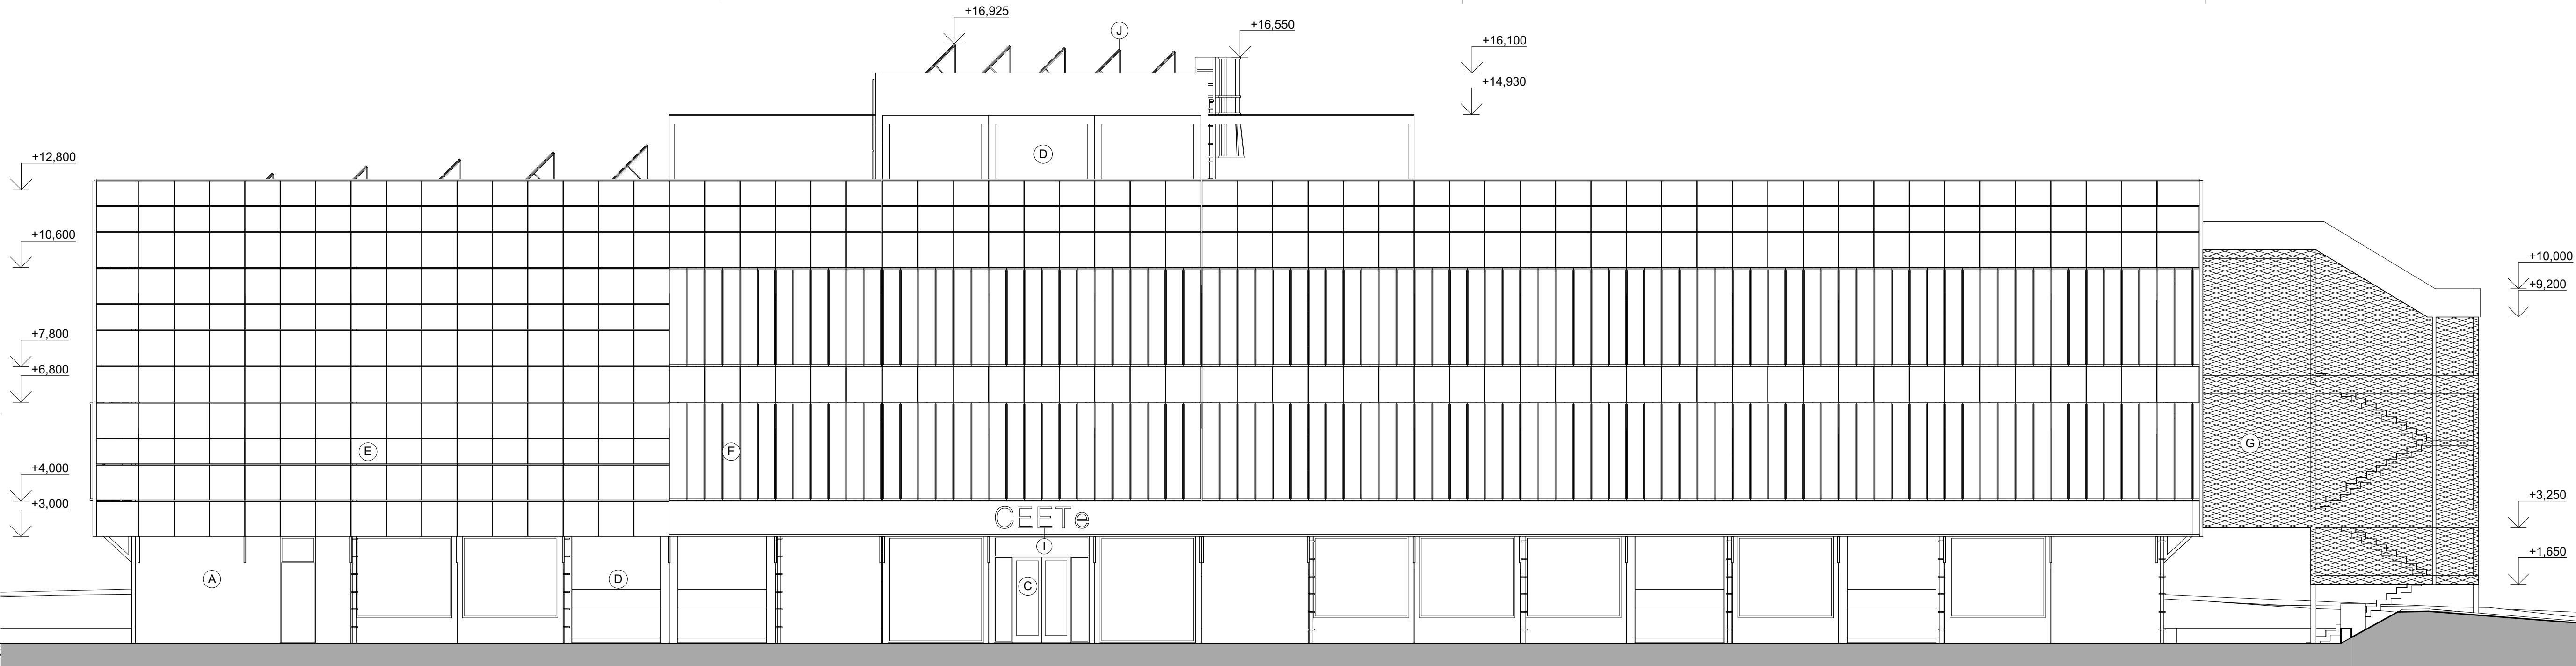 +16,925
J
+16,550
+16,100
+14,930
+12,800
D
+10,600
+10,000
+9,200
+7,800
+6,800
E
F
G
+4,000
+3,000
+3,250
CEETe
I
+1,650
A
D
C